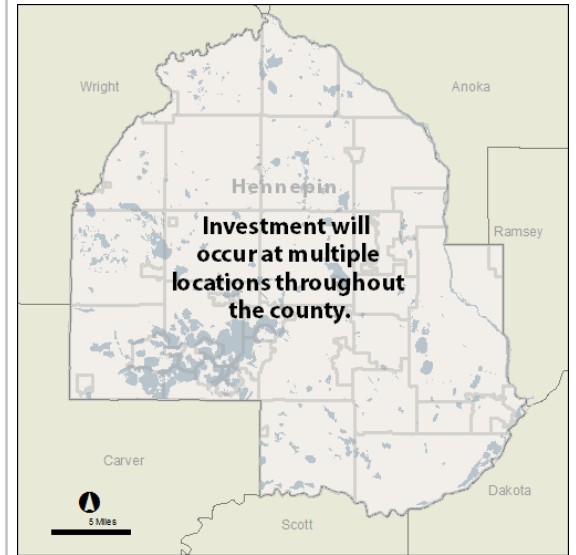 Wright
Anoka
Hennepin
Ramsey
Investment will
occur at multiple
locations throughout
the county.
Carver
Dakota
Scott
5 Miles